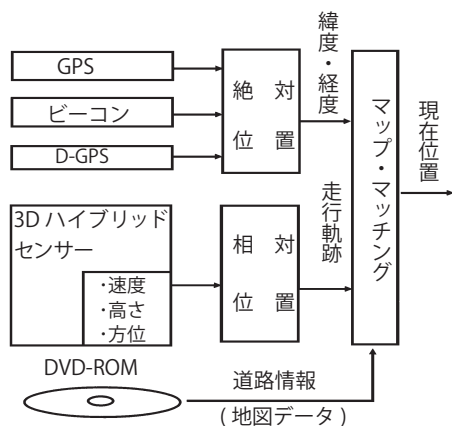 GPS
ビーコン
D-GPS
絶対
位置
緯度・経度
マップ・マッチング
現在位置
3Dハイブリッド
センサー
・速度
・高さ
・方位
相対
位置
走行軌跡
DVD-ROM
道路情報
(地図データ)